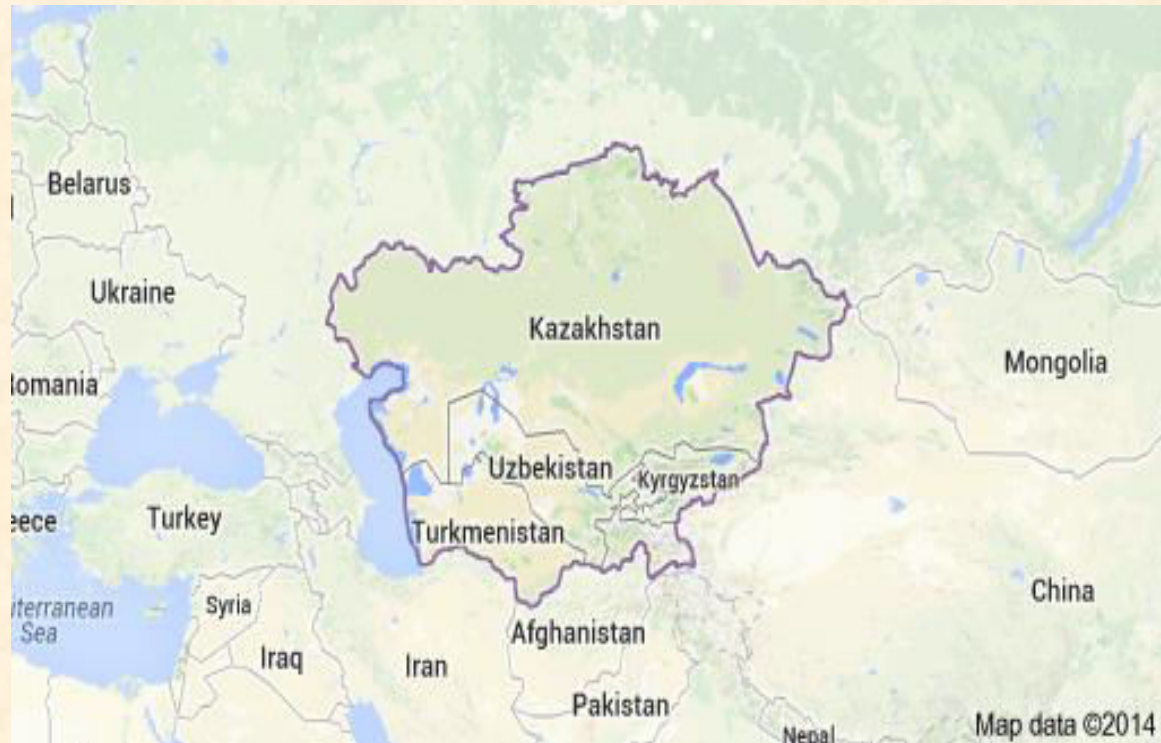 Belarus
Ukraine
Kazakhstan
Mongolia
omania
Uzbekistan
Kyrgyzstan
Turkey
Turkmenistan
eece
China
Syria
iterranean
Sea
Afghanistan
Iraq
Iran
Pakistan
Nepal
Map data ©2014